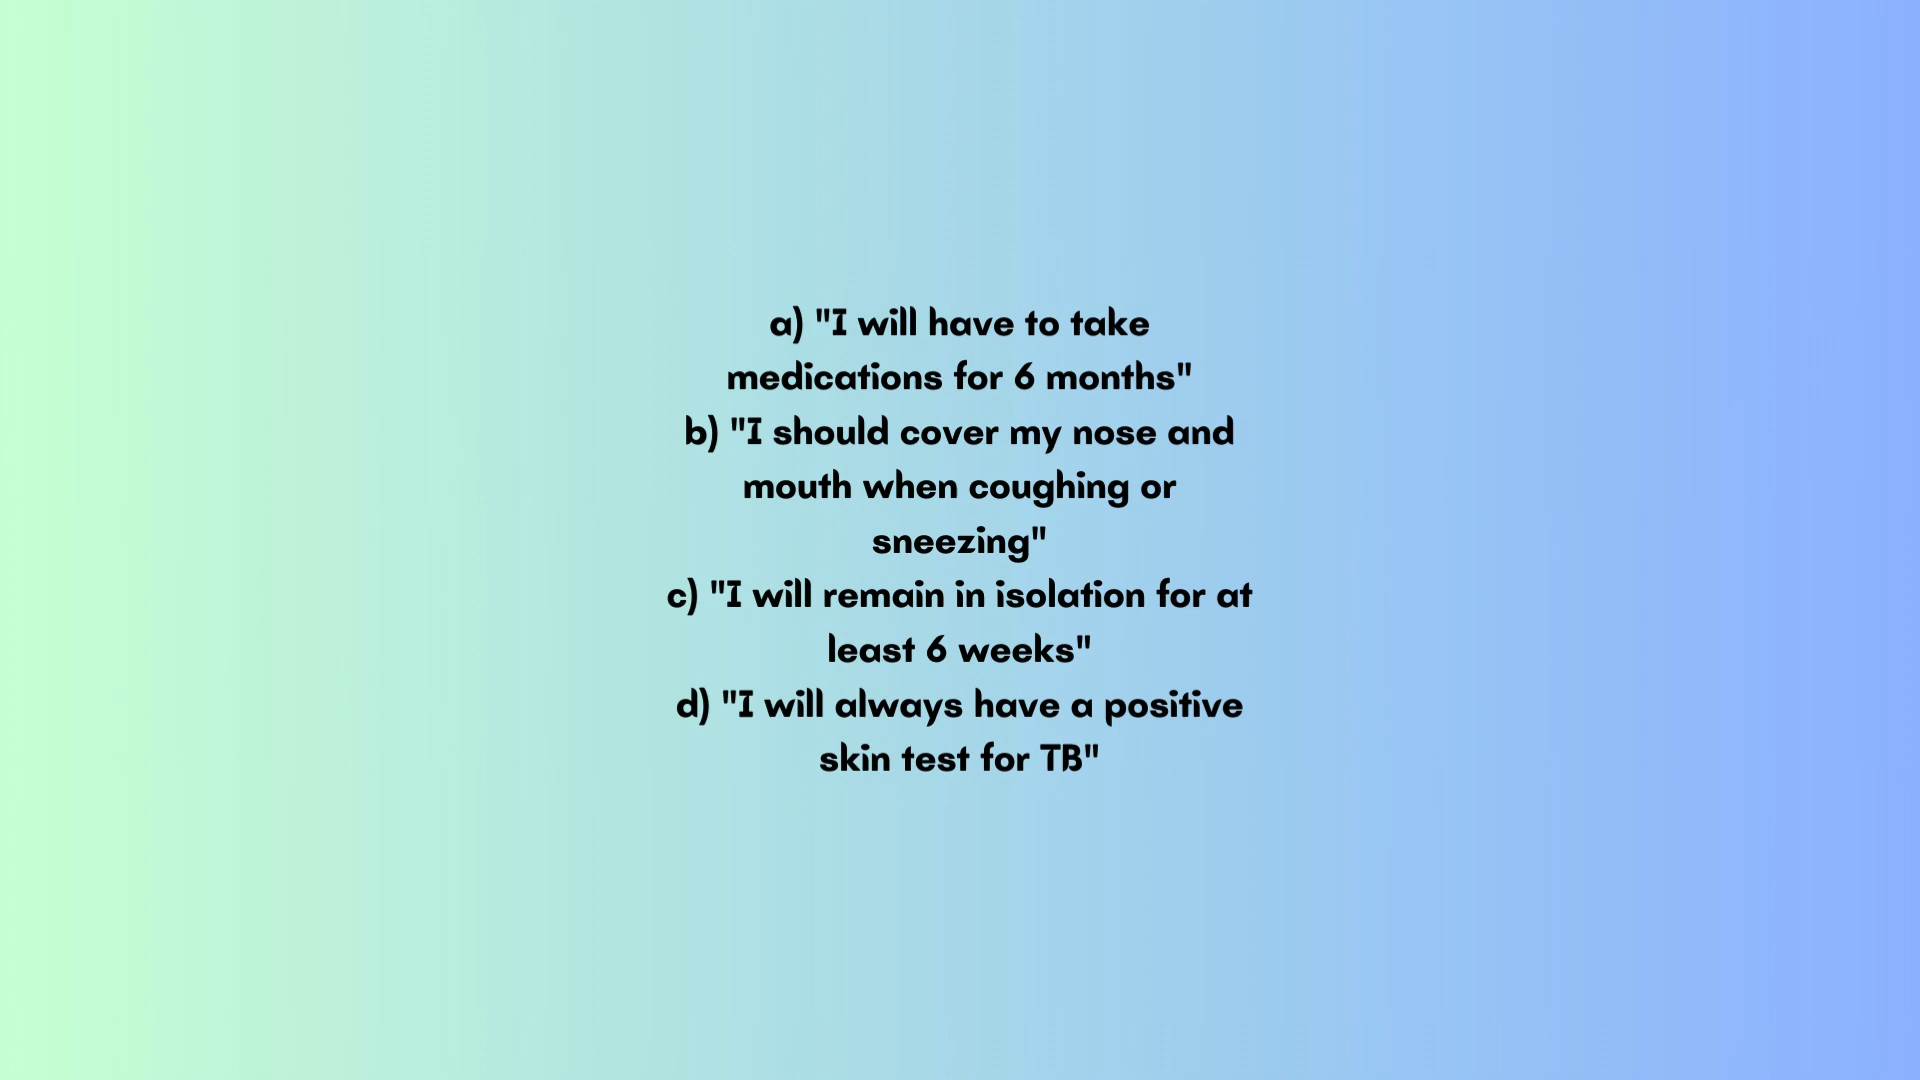 a) "I will have to take
medications for 6 months"
b) "I should cover my nose and
mouth when coughing or
sneezing"
c) "I will remain in isolation for at
least 6 weeks"
d) "I will always have a positive
skin test for TB"